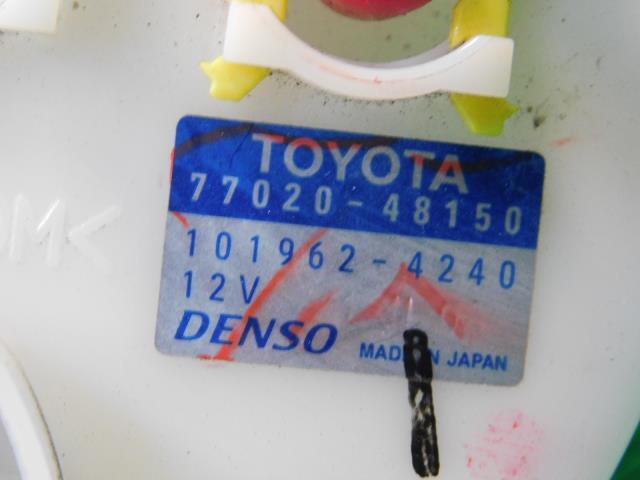 TOYOTA
77020-48150
101962-4240
12V
DENSO
MADE IN JAPAN